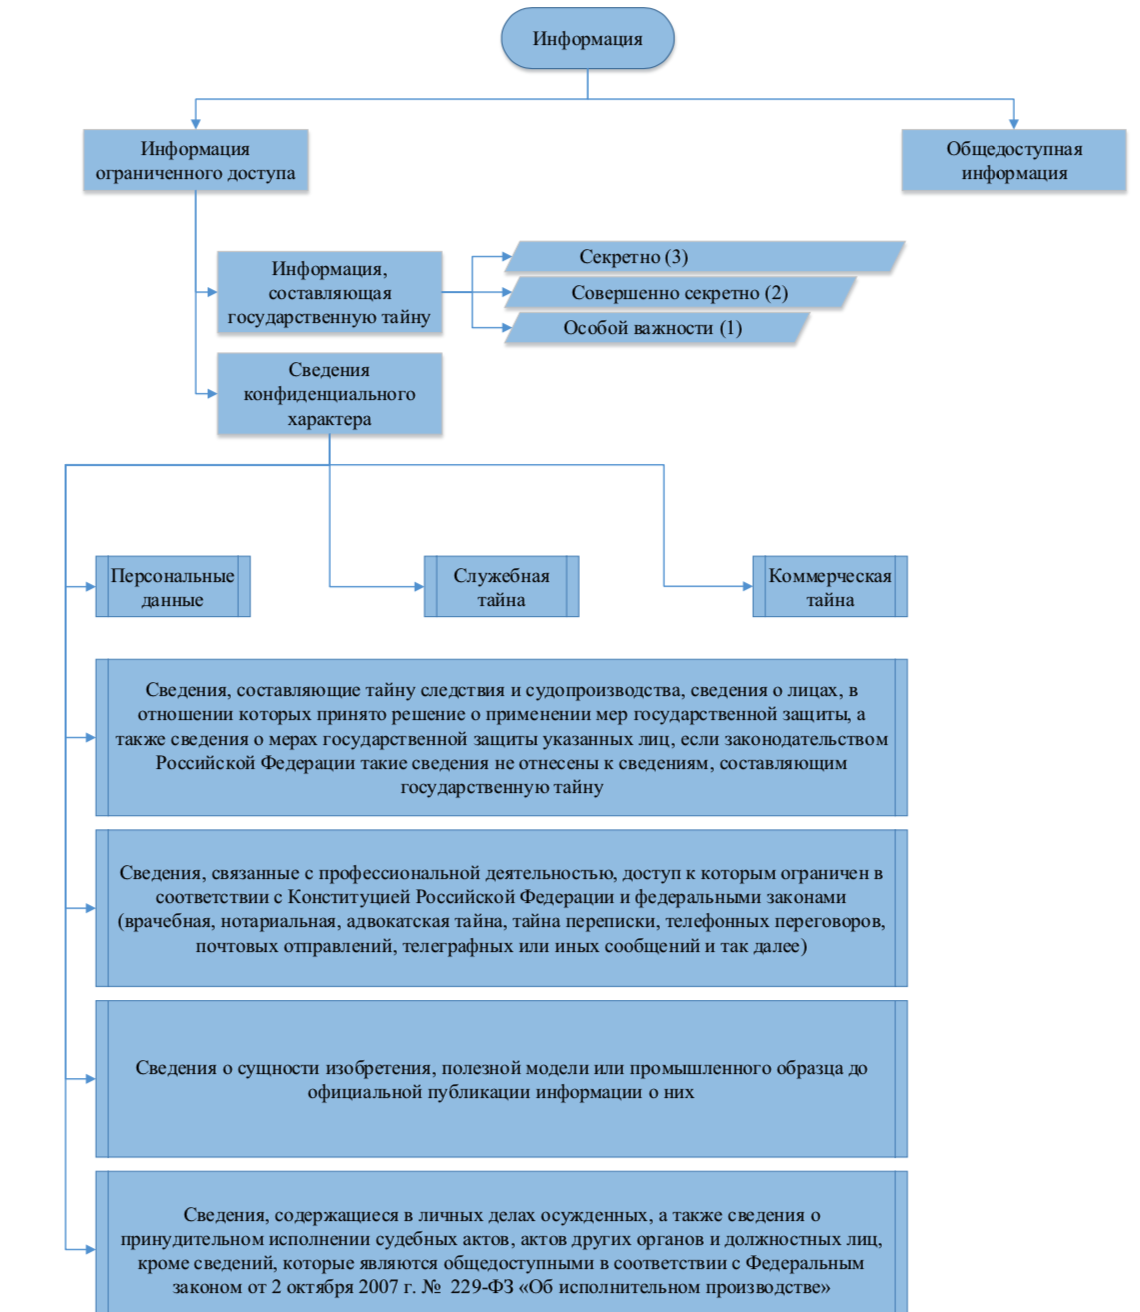 Информация
Информация
ограниченного доступа
Общедоступная
информация
Информация,
составляющая
государственную тайну
Секретно (3)
Совершенно секретно (2)
Особой важности (1)
Сведения
конфиденциального
характера
Персональные
данные
Служебная
тайна
Коммерческая
тайна
Сведения, составляющие тайну следствия и судопроизводства, сведения о лицах, в
отношении которых принято решение о применении мер государственной защиты, а
также сведения о мерах государственной защиты указанных лиц, если законодательством
Российской Федерации такие сведения не отнесены к сведениям, составляющим
государственную тайну
Сведения, связанные с профессиональной деятельностью, доступ к которым ограничен в
соответствии с Конституцией Российской Федерации и федеральными законами
(врачебная, нотариальная, адвокатская тайна, тайна переписки, телефонных переговоров,
почтовых отправлений, телеграфных или иных сообщений и так далее)
Сведения о сущности изобретения, полезной модели или промышленного образца до
официальной публикации информации о них
Сведения, содержащиеся в личных делах осужденных, а также сведения о
принудительном исполнении судебных актов, актов других органов и должностных лиц,
кроме сведений, которые являются общедоступными в соответствии с Федеральным
законом от 2 октября 2007 г. № 229-ФЗ «Об исполнительном производстве»